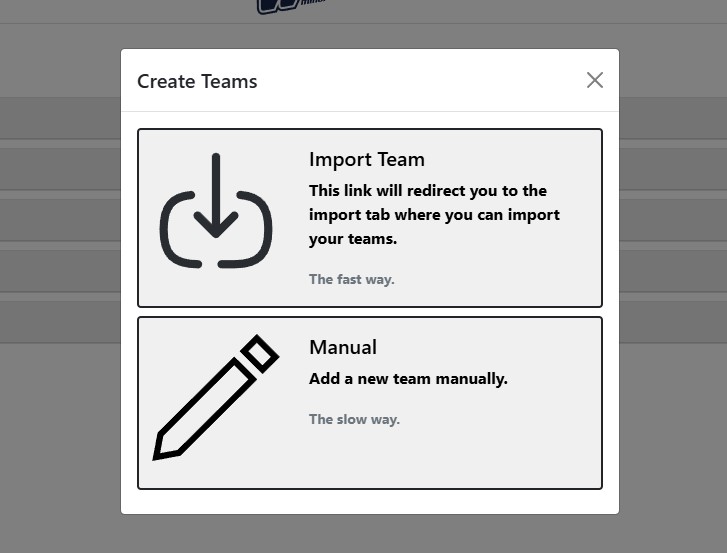 Create Teams
Import Team
This link will redirect you to the
import tab where you can import
your teams.
The fast way.
Manual
Add a new team manually.
The slow way.